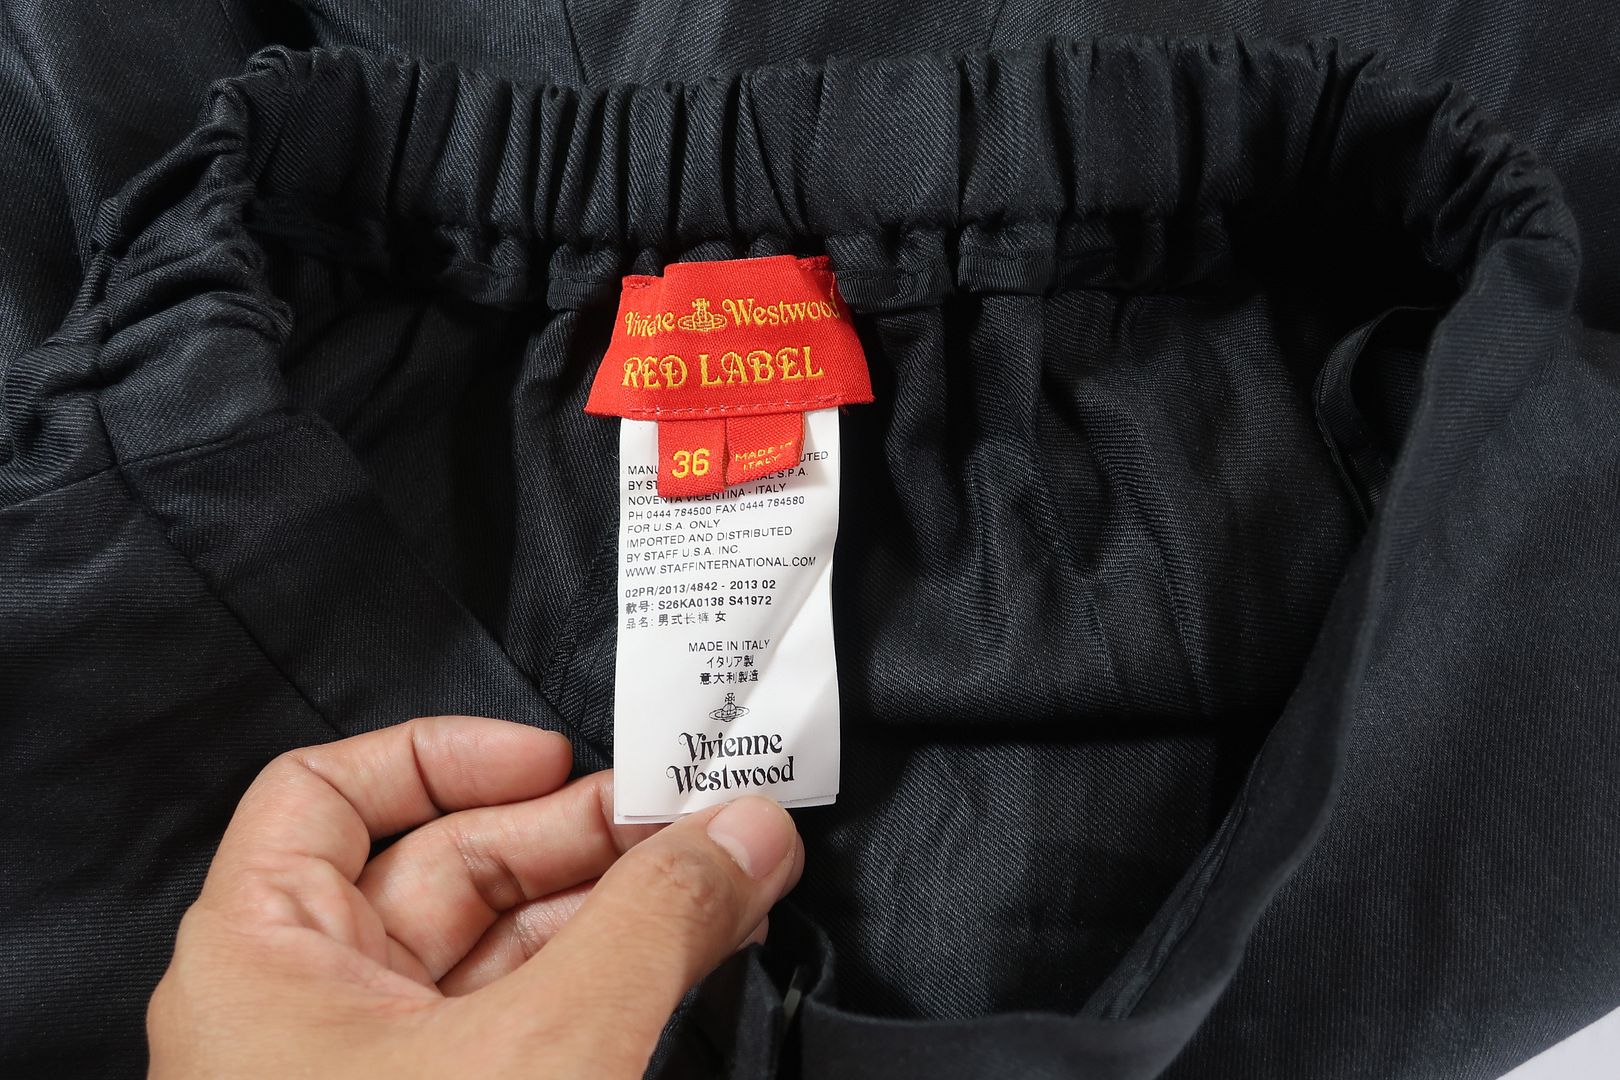 Vivienne Westwood
RED LABEL
36
MADE IN
ITALY
BY
S.P.A.
NOVENTA VICENTINA - ITALY
PH 0444 784500 FAX 0444 784580
FOR U.S.A. ONLY
IMPORTED AND DISTRIBUTED
BY STAFF U.S.A. INC.
WWW.STAFFINTERNATIONAL.COM
02PR/2013/4842 - 2013 02
款号: S26KA0138 S41972
品名: 男式长裤 女
MADE IN ITALY
イタリア製
意大利製造
Vivienne
Westwood